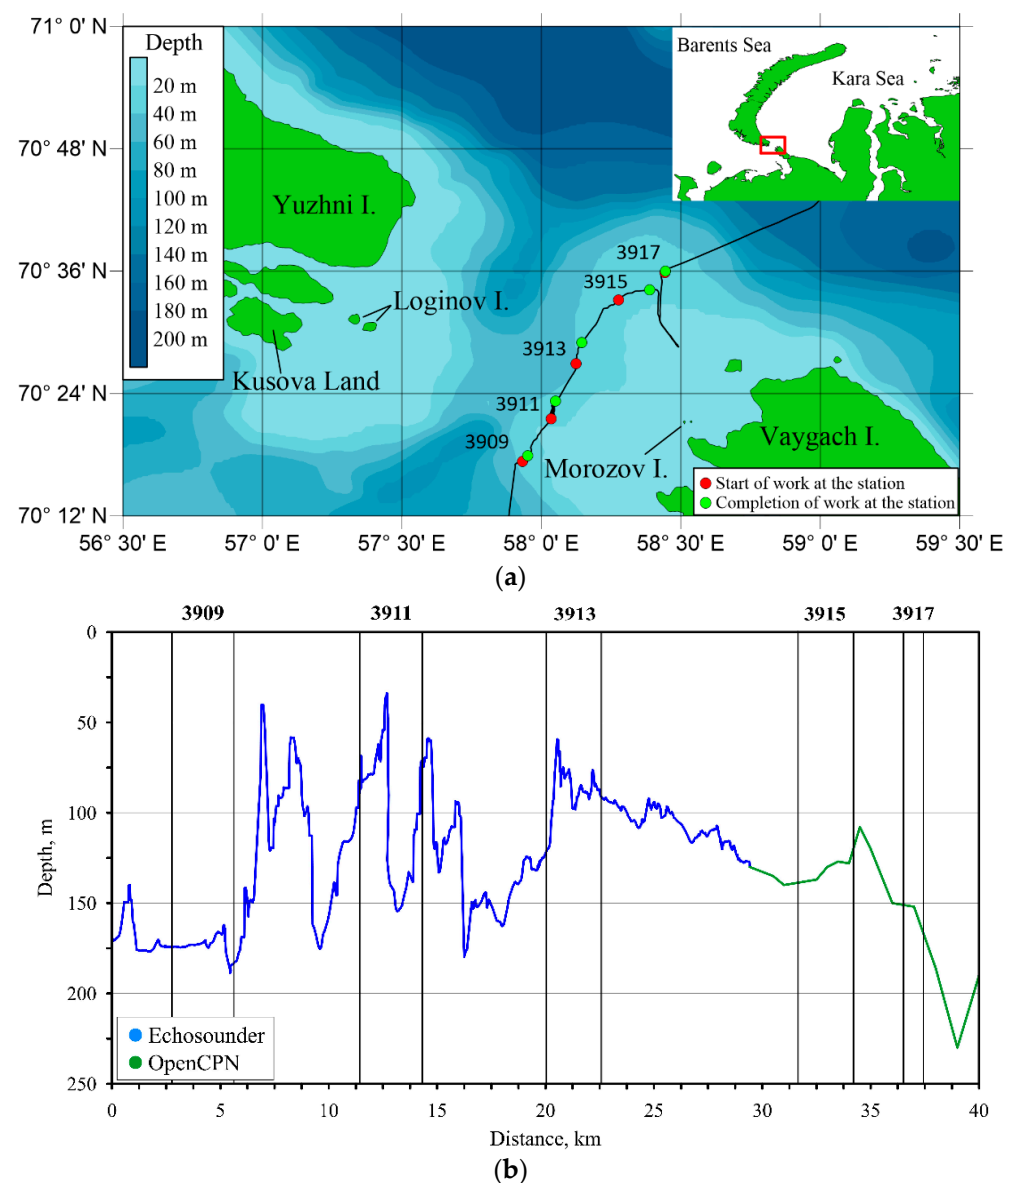 71° 0' N
70° 48' N
70° 36' N
70° 24' N
70° 12' N
Depth
20 m
40 m
60 m
80 m
100 m
120 m
140 m
160 m
180 m
200 m
Barents Sea
Kara Sea
Yuzhni I.
Loginov I.
Kusova Land
3917
3915
3913
3911
3909
Morozov I.
Vaygach I.
Start of work at the station
Completion of work at the station
56° 30' E
57° 0' E
57° 30' E
58° 0' E
58° 30' E
59° 0' E
59° 30' E
(a)
3909 3911 3913 3915 3917
0
50
100
150
200
250
Depth, m
Echosounder
OpenCPN
0 5 10 15 20 25 30 35 40
Distance, km
(b)